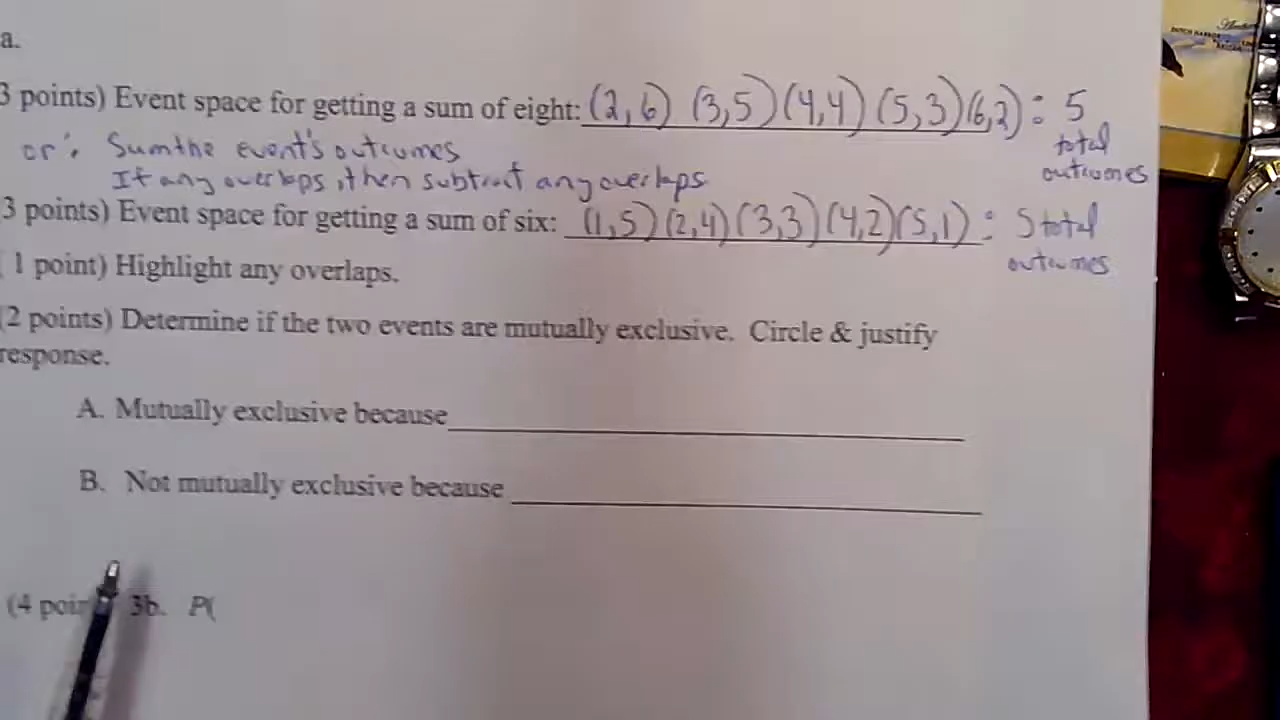 a.
3 points) Event space for getting a sum of eight: (2,6) (3,5) (4,4) (5,3) (6,2) : 5 total outcomes
or : Sum the event's outcomes
If any overlaps, then subtract any overlaps
3 points) Event space for getting a sum of six: (1,5) (2,4) (3,3) (4,2) (5,1) : 5 total outcomes
1 point) Highlight any overlaps.
(2 points) Determine if the two events are mutually exclusive. Circle & justify
response.
A. Mutually exclusive because
B. Not mutually exclusive because
(4 poin 3b. P(
DUTCH HARBOR